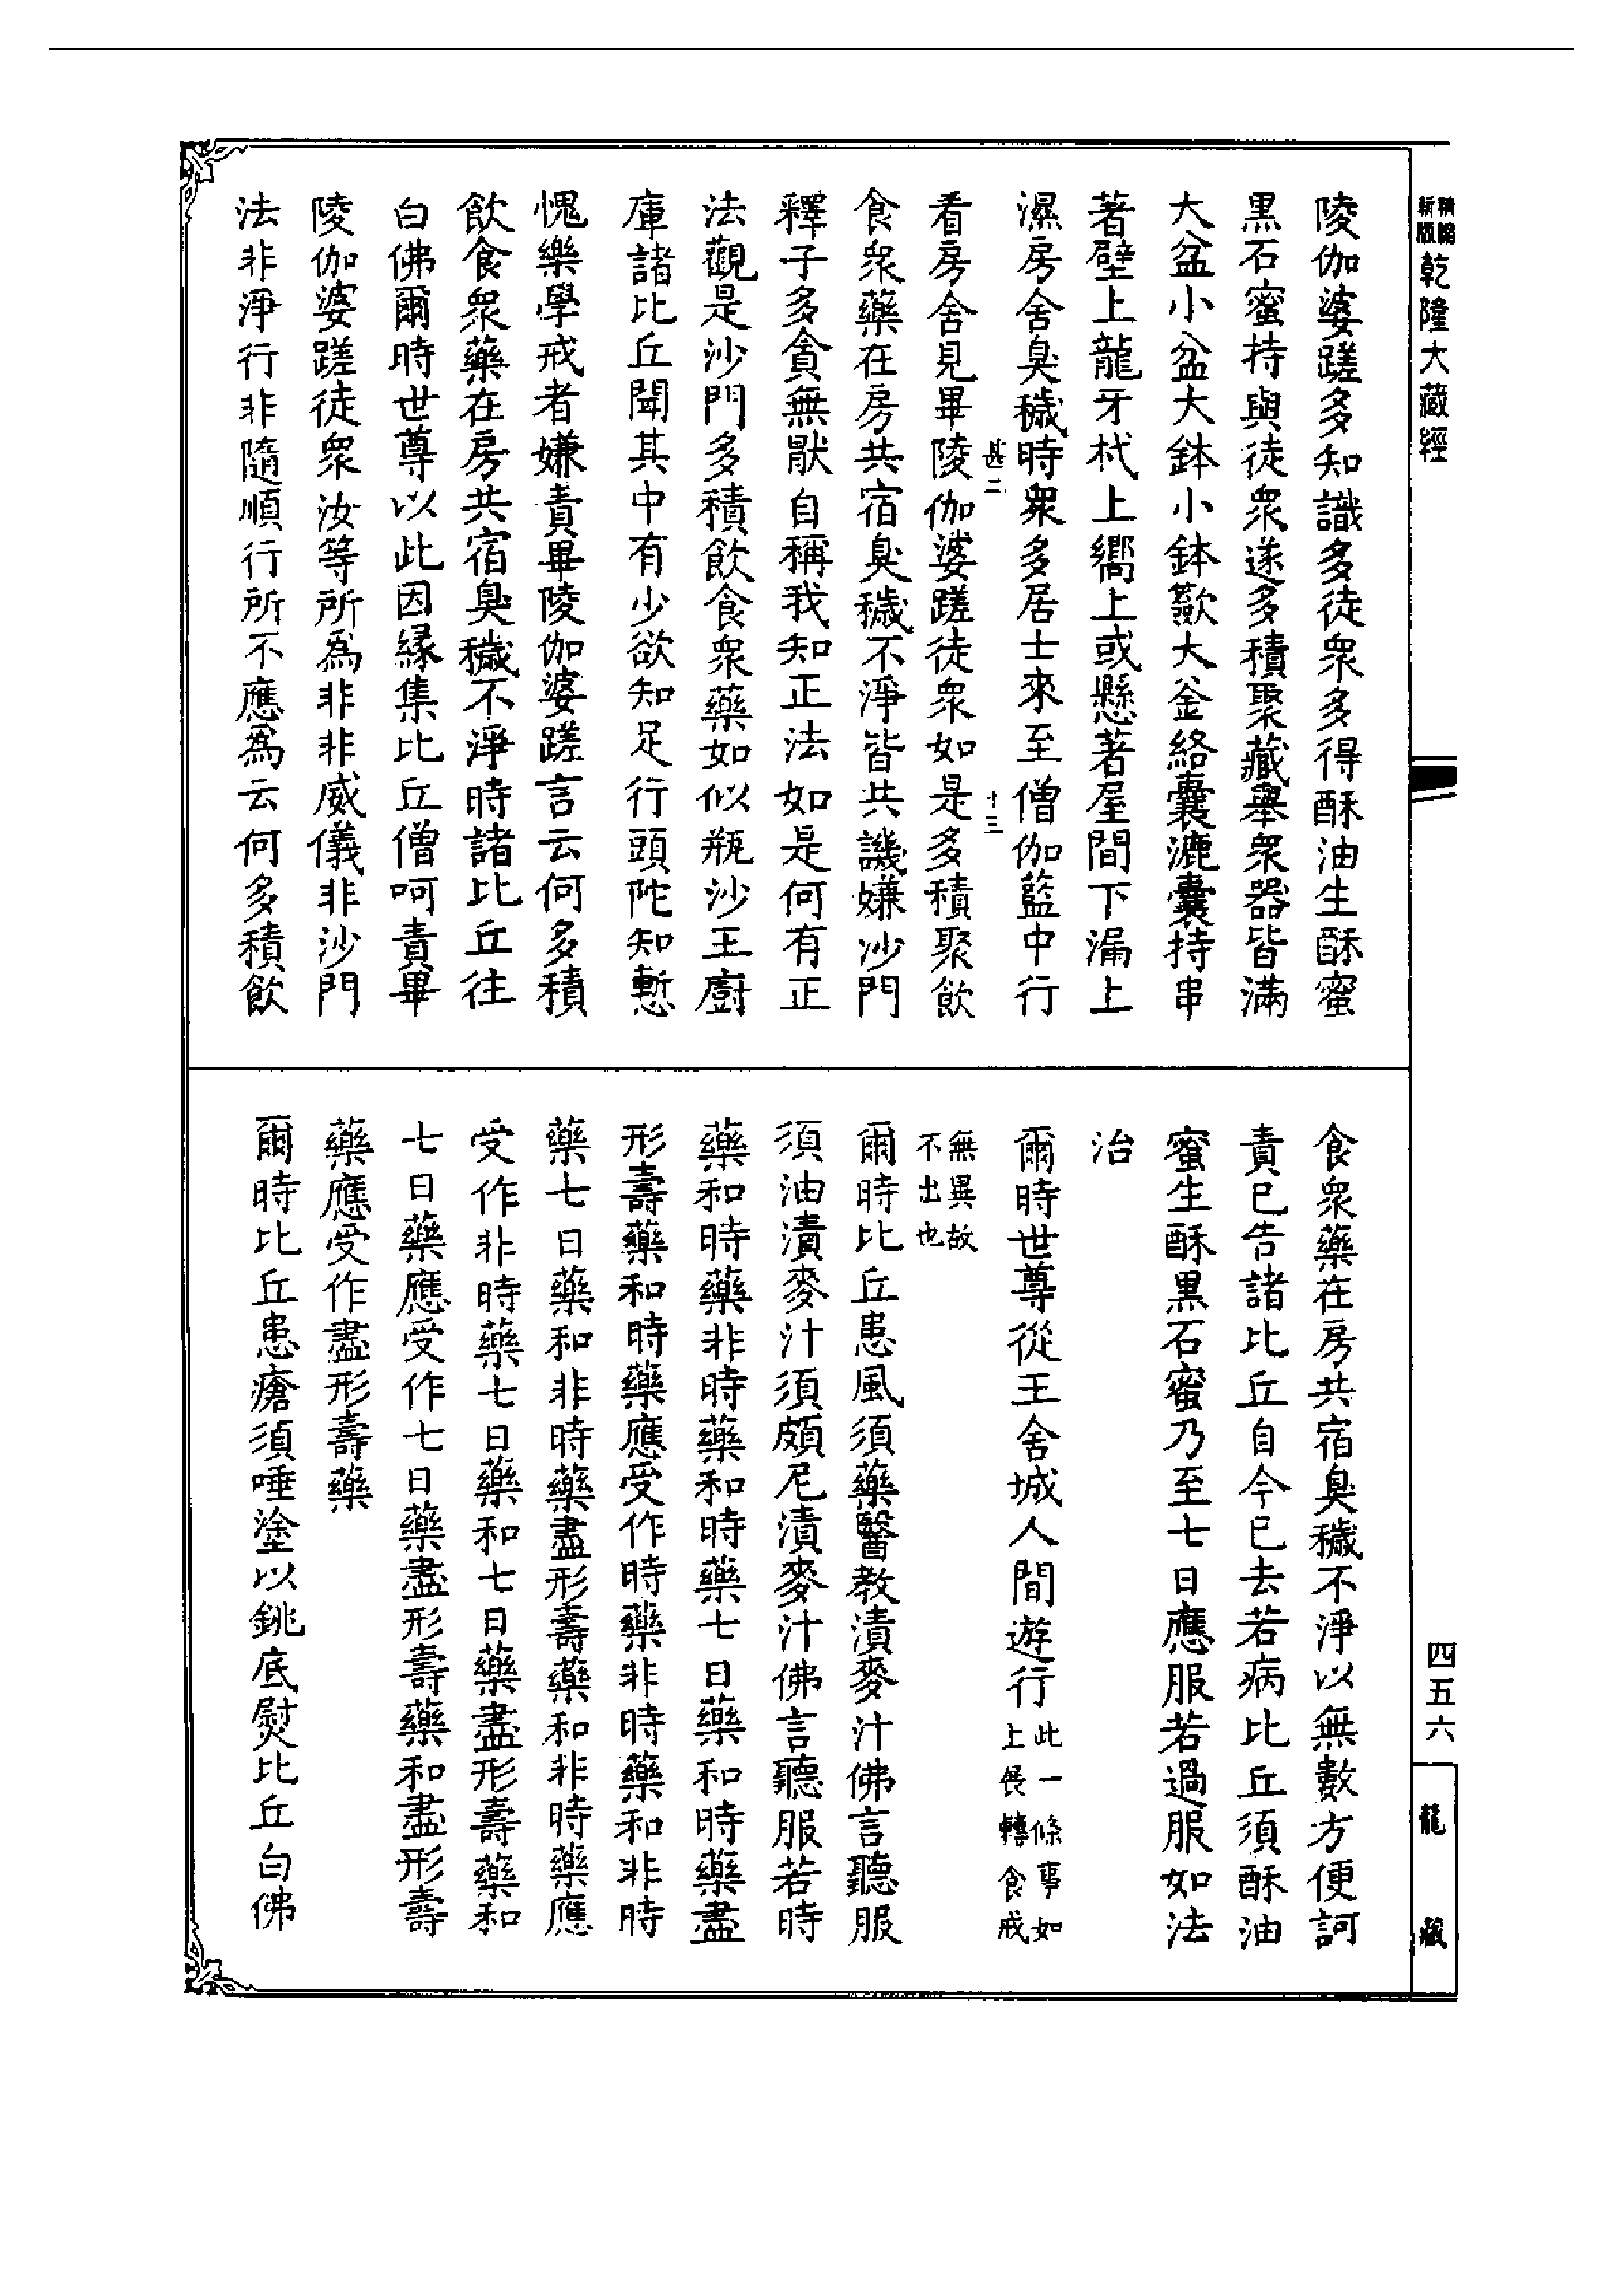 精編
新版
乾隆大藏經
陵伽婆蹉多知識多徒衆多得酥油生酥蜜
黑石蜜持與徒衆遂多積聚藏舉衆器皆滿
大盆小盆大鉢小鉢籨大釜絡囊漉囊持串
著壁上龍牙杙上嚮上或懸著屋間下漏上
濕房舍臭穢時衆多居士來至僧伽藍中行
甚二
十三
看房舍見畢陵伽婆蹉徒衆如是多積聚飲
食衆藥在房共宿臭穢不淨皆共譏嫌沙門
釋子多貪無猒自稱我知正法如是何有正
法觀是沙門多積飲食衆藥如似瓶沙王廚
庫諸比丘聞其中有少欲知足行頭陀知慙
愧樂學戒者嫌責畢陵伽婆蹉言云何多積
飲食衆藥在房共宿臭穢不淨時諸比丘往
白佛爾時世尊以此因緣集比丘僧呵責畢
陵伽婆蹉徒衆汝等所爲非非威儀非沙門
法非淨行非隨順行所不應爲云何多積飲
食衆藥在房共宿臭穢不淨以無數方便訶
責已告諸比丘自今已去若病比丘須酥油
蜜生酥黑石蜜乃至七日應服若過服如法
治
爾時世尊從王舍城人間遊行此一條事如
上展轉食戒
無異故
不出也
爾時比丘患風須藥醫教漬麥汁佛言聽服
須油漬麥汁須頗尼漬麥汁佛言聽服若時
藥和時藥非時藥和時藥七日藥和時藥盡
形壽藥和時藥應受作時藥非時藥和非時
藥七日藥和非時藥盡形壽藥和非時藥應
受作非時藥七日藥和七日藥盡形壽藥和
七日藥應受作七日藥盡形壽藥和盡形壽
藥應受作盡形壽藥
爾時比丘患瘡須唾塗以銚底熨比丘白佛
四五六
龍藏